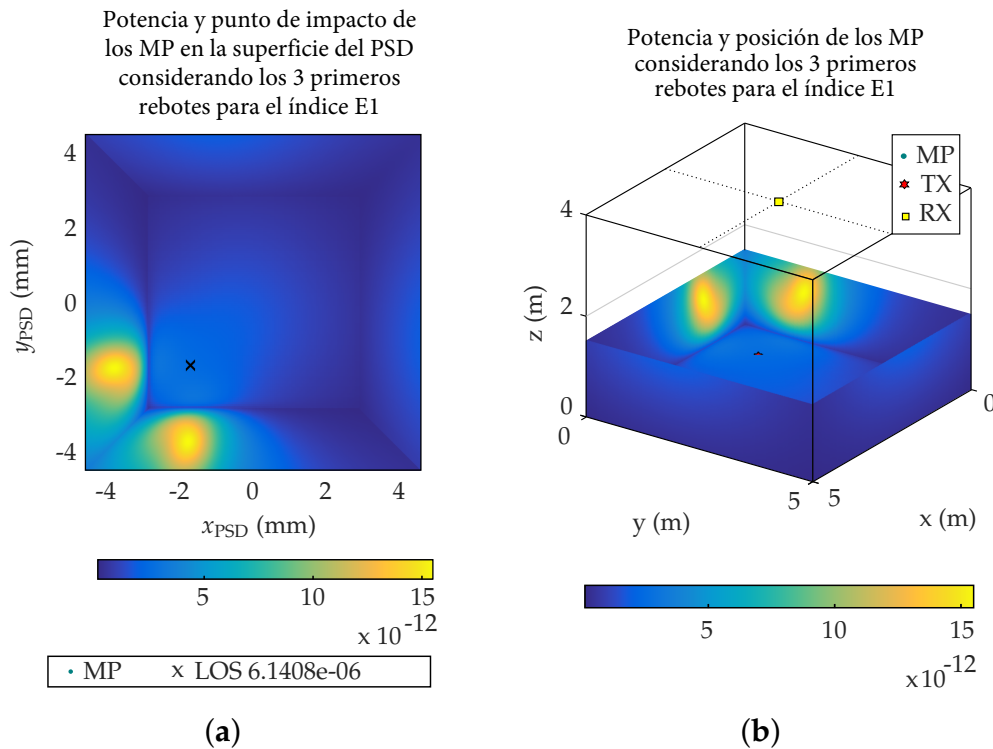 Potencia y punto de impacto de
los MP en la superficie del PSD
considerando los 3 primeros
rebotes para el índice E1
4
2
0
-2
-4
y_PSD (mm)
-4 -2 0 2 4
x_PSD (mm)
5 10 15
x 10^-12
MP x LOS 6.1408e-06
(a)
Potencia y posición de los MP
considerando los 3 primeros
rebotes para el índice E1
MP
TX
RX
4
2
0
z (m)
0
5
y (m)
5
0
x (m)
5 10 15
x10^-12
(b)